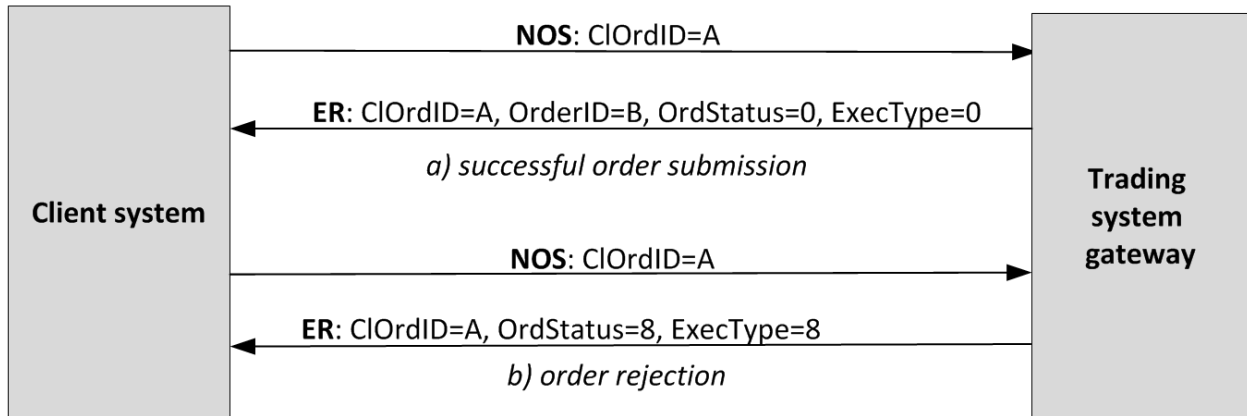 NOS: ClOrdID=A
ER: ClOrdID=A, OrderID=B, OrdStatus=0, ExecType=0
a) successful order submission
Client system
Trading
system
gateway
NOS: ClOrdID=A
ER: ClOrdID=A, OrdStatus=8, ExecType=8
b) order rejection